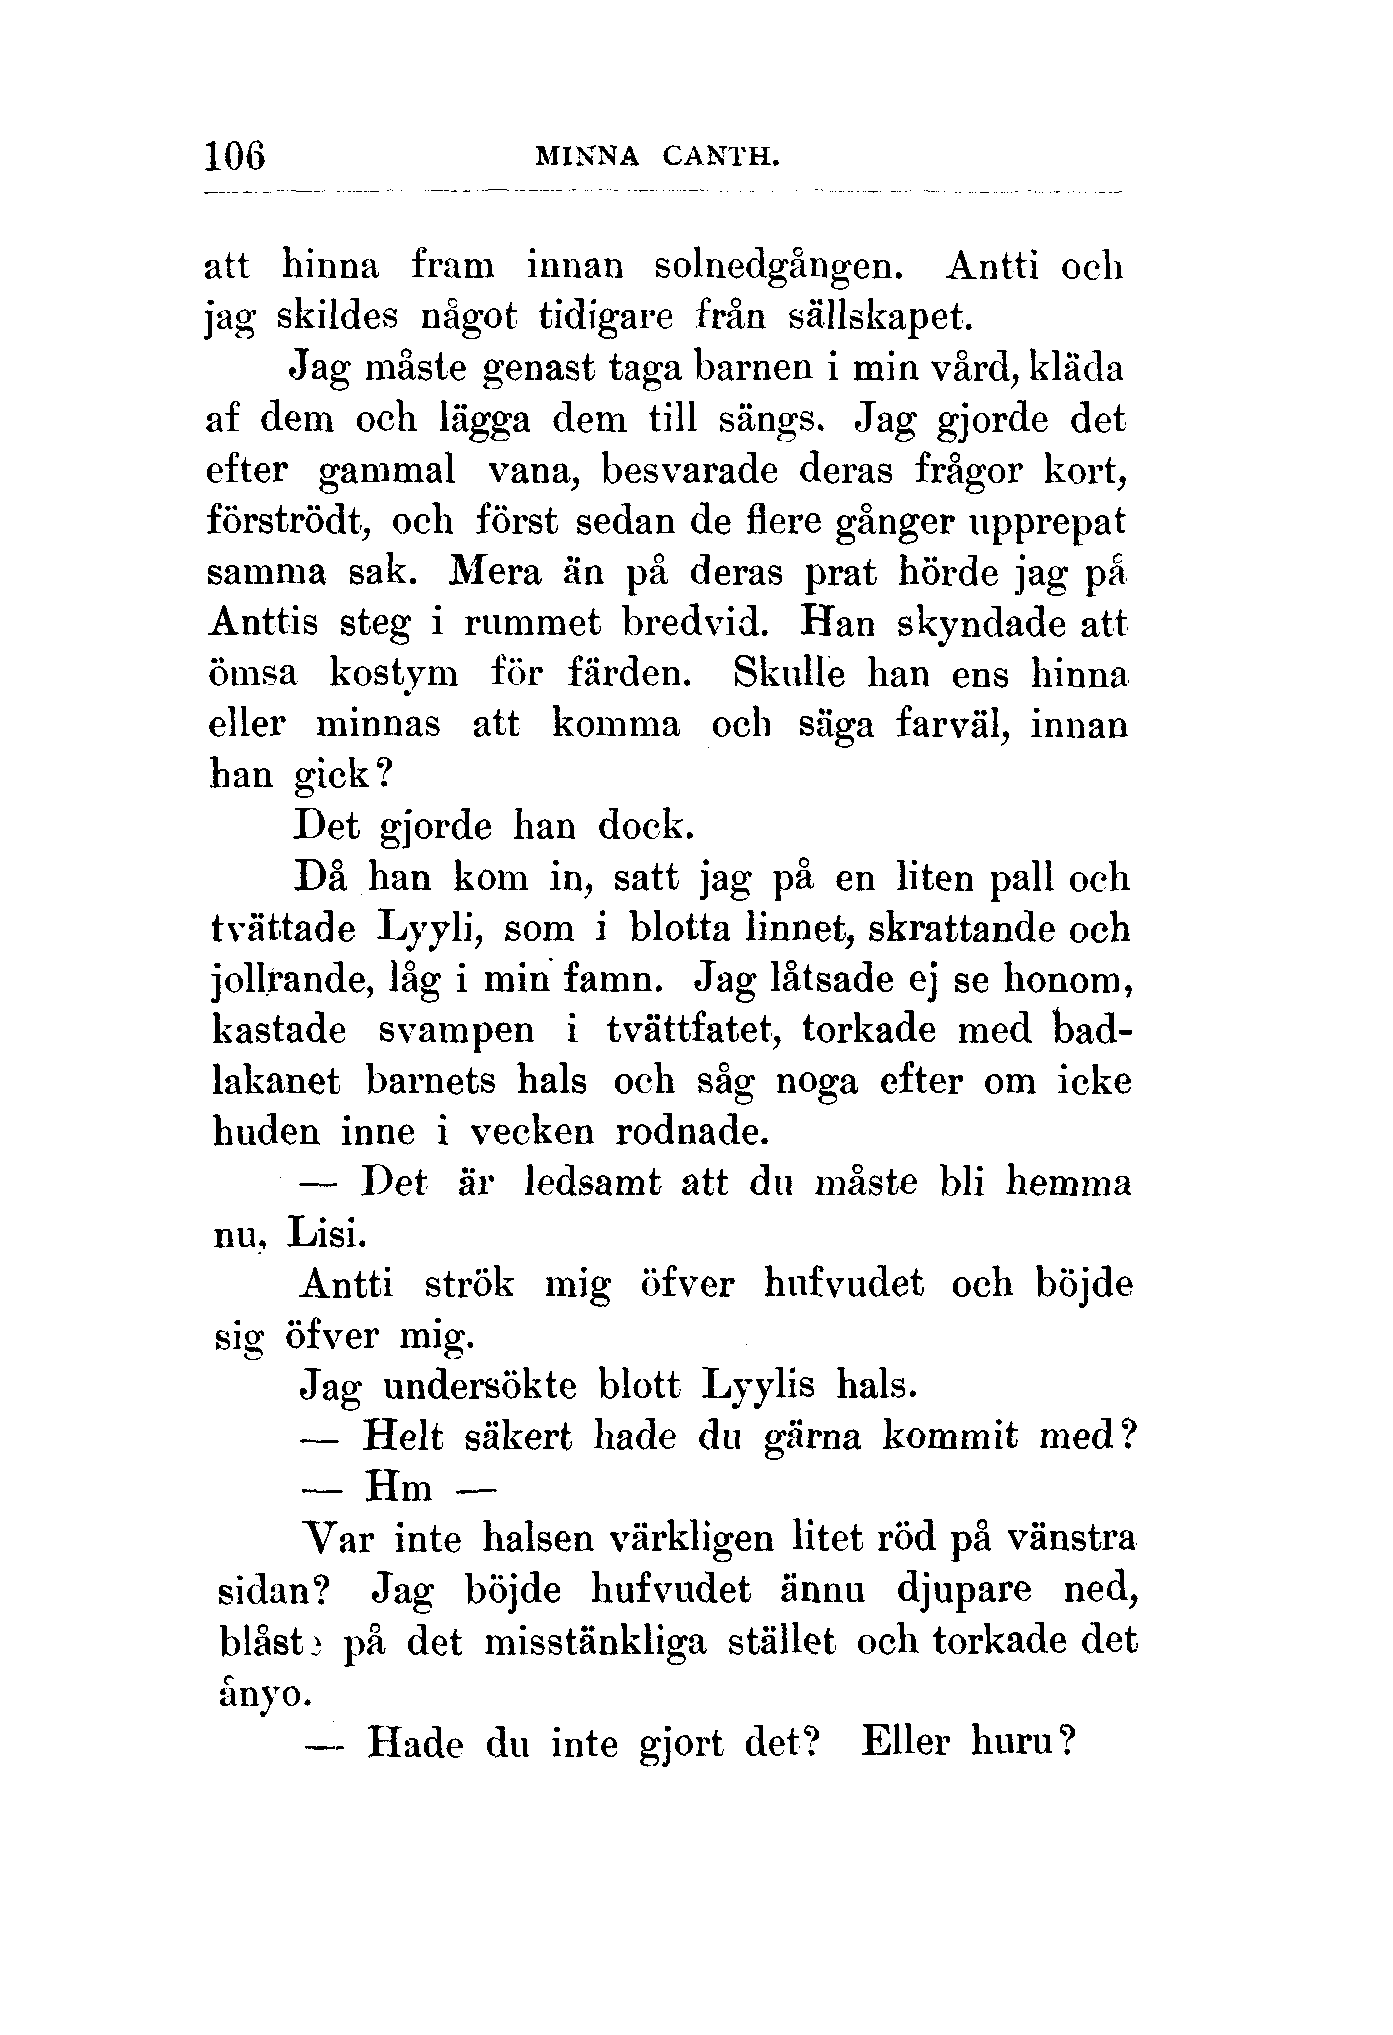 106 MINNA CANTH.
att hinna fram innan solnedgången. Antti och
jag skildes något tidigare från sällskapet.
Jag måste genast taga barnen i min vård, kläda
af dem och lägga dem till sängs. Jag gjorde det
efter gammal vana, besvarade deras frågor kort,
förströdt, och först sedan de flere gånger upprepat
samma sak. Mera än på deras prat hörde jag på
Anttis steg i rummet bredvid. Han skyndade att
ömsa kostym för färden. Skulle han ens hinna
eller minnas att komma och säga farväl, innan
han gick?
Det gjorde han dock.
Då han kom in, satt jag på en liten pall och
tvättade Lyyli, som i blotta linnet, skrattande och
jollrande, låg i min famn. Jag låtsade ej se honom,
kastade svampen i tvättfatet, torkade med bad-
lakanet barnets hals och såg noga efter om icke
huden inne i vecken rodnade.
— Det är ledsamt att du måste bli hemma
nu, Lisi.
Antti strök mig öfver hufvudet och böjde
sig öfver mig.
Jag undersökte blott Lyylis hals.
— Helt säkert hade du gärna kommit med?
— Hm —
Var inte halsen värkligen litet röd på vänstra
sidan? Jag böjde hufvudet ännu djupare ned,
blåste på det misstänkliga stället och torkade det
ånyo.
— Hade du inte gjort det? Eller huru?